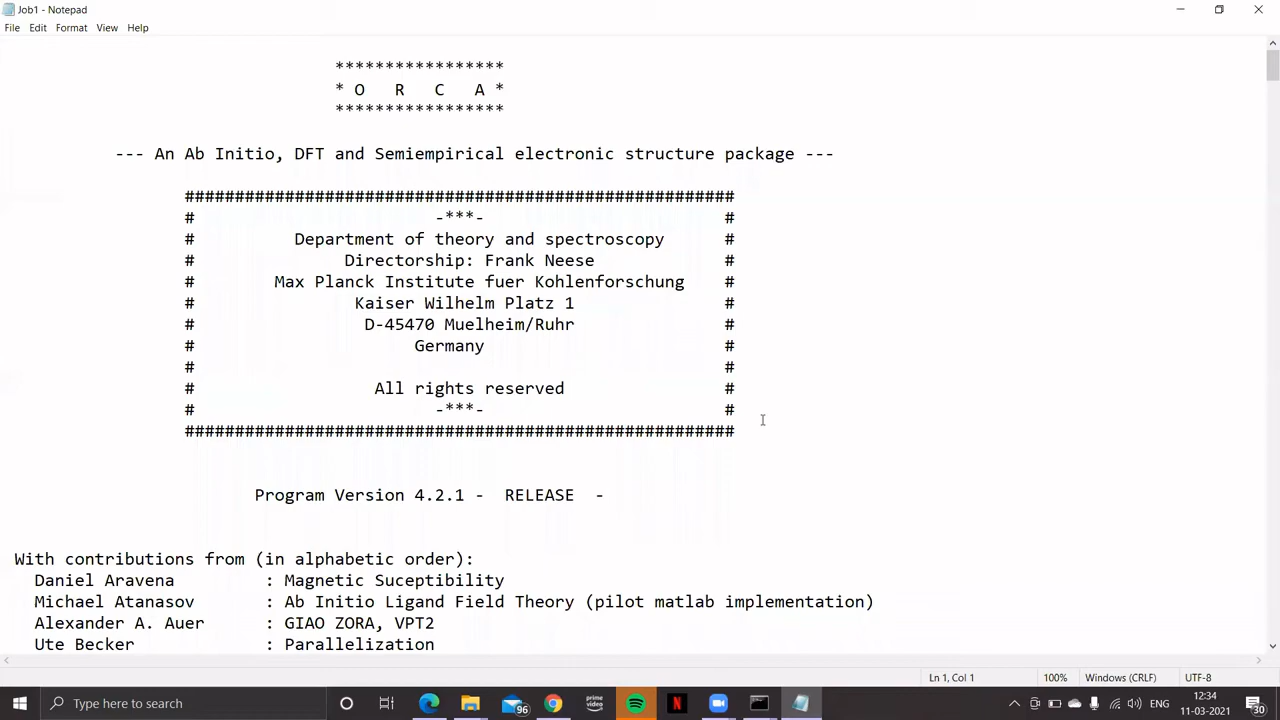 Job1 - Notepad
File Edit Format View Help
*****************
* O R C A *
*****************
--- An Ab Initio, DFT and Semiempirical electronic structure package ---
#######################################################
# -***- #
# Department of theory and spectroscopy #
# Directorship: Frank Neese #
# Max Planck Institute fuer Kohlenforschung #
# Kaiser Wilhelm Platz 1 #
# D-45470 Muelheim/Ruhr #
# Germany #
# #
# All rights reserved #
# -***- #
#######################################################
Program Version 4.2.1 - RELEASE -
With contributions from (in alphabetic order):
Daniel Aravena : Magnetic Suceptibility
Michael Atanasov : Ab Initio Ligand Field Theory (pilot matlab implementation)
Alexander A. Auer : GIAO ZORA, VPT2
Ute Becker : Parallelization
Ln 1, Col 1 100% Windows (CRLF) UTF-8
Type here to search 96 prime video N ENG 12:34
11-03-2021 30